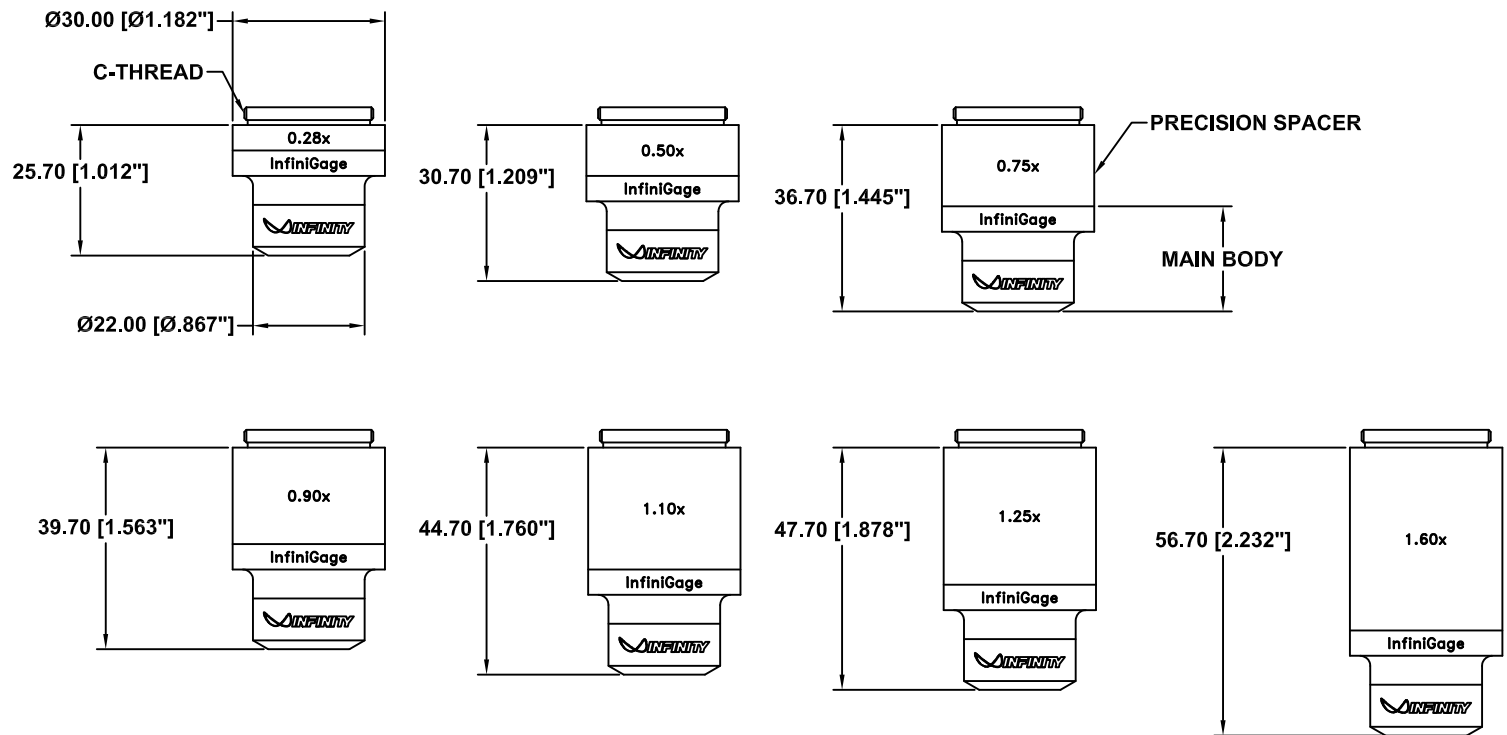 Ø30.00 [Ø1.182"]
C-THREAD
0.28x
InfiniGage
25.70 [1.012"]
INFINITY
Ø22.00 [Ø.867"]
0.50x
InfiniGage
30.70 [1.209"]
INFINITY
PRECISION SPACER
0.75x
36.70 [1.445"]
InfiniGage
MAIN BODY
INFINITY
0.90x
39.70 [1.563"]
InfiniGage
INFINITY
1.10x
44.70 [1.760"]
InfiniGage
INFINITY
1.25x
47.70 [1.878"]
InfiniGage
INFINITY
1.60x
56.70 [2.232"]
InfiniGage
INFINITY